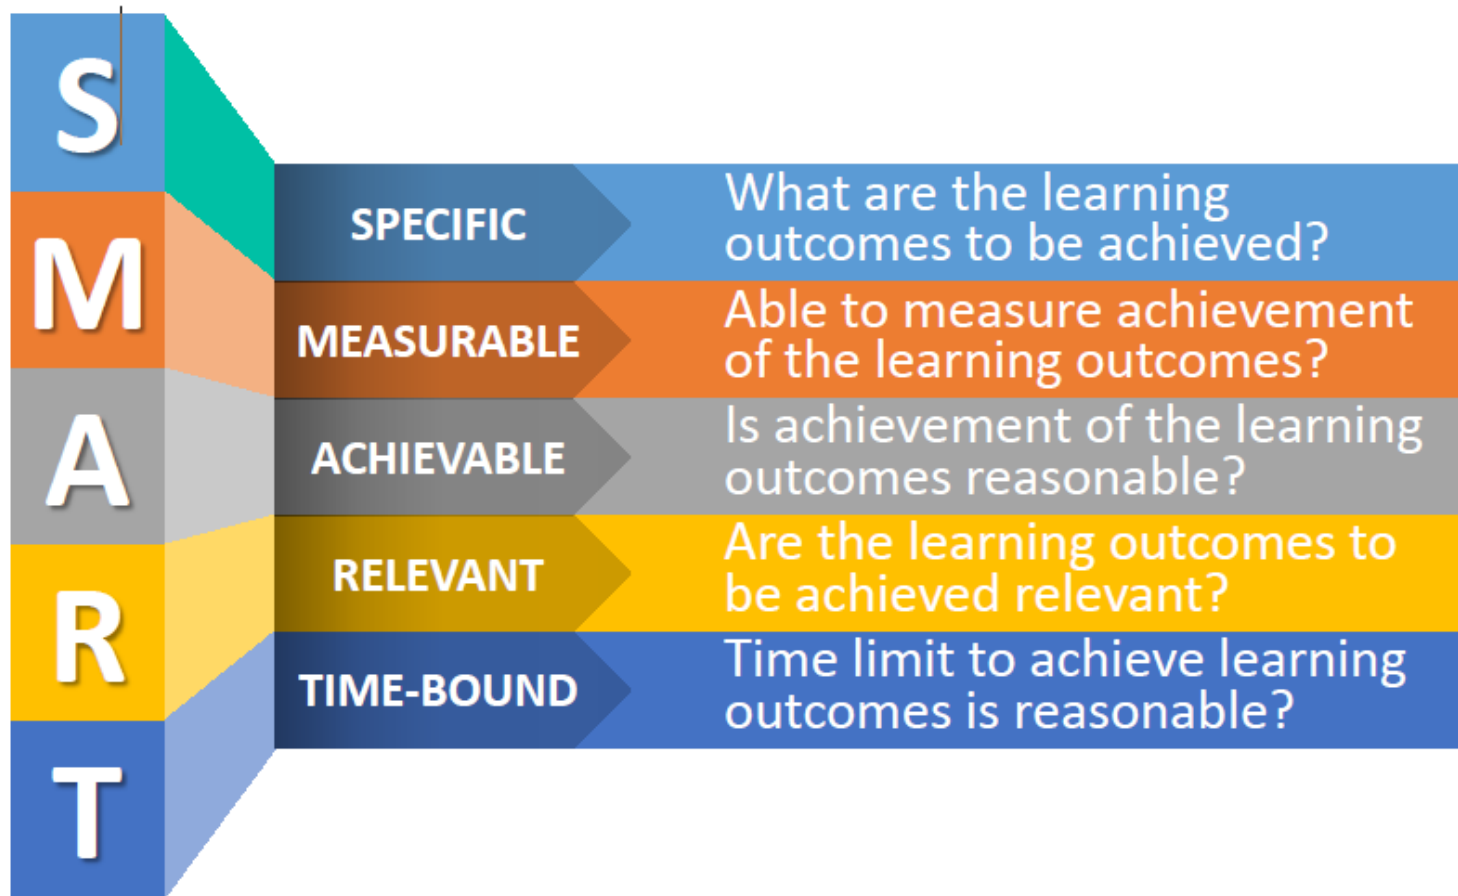 S
M
A
R
T
SPECIFIC
What are the learning
outcomes to be achieved?
MEASURABLE
Able to measure achievement
of the learning outcomes?
ACHIEVABLE
Is achievement of the learning
outcomes reasonable?
RELEVANT
Are the learning outcomes to
be achieved relevant?
TIME-BOUND
Time limit to achieve learning
outcomes is reasonable?